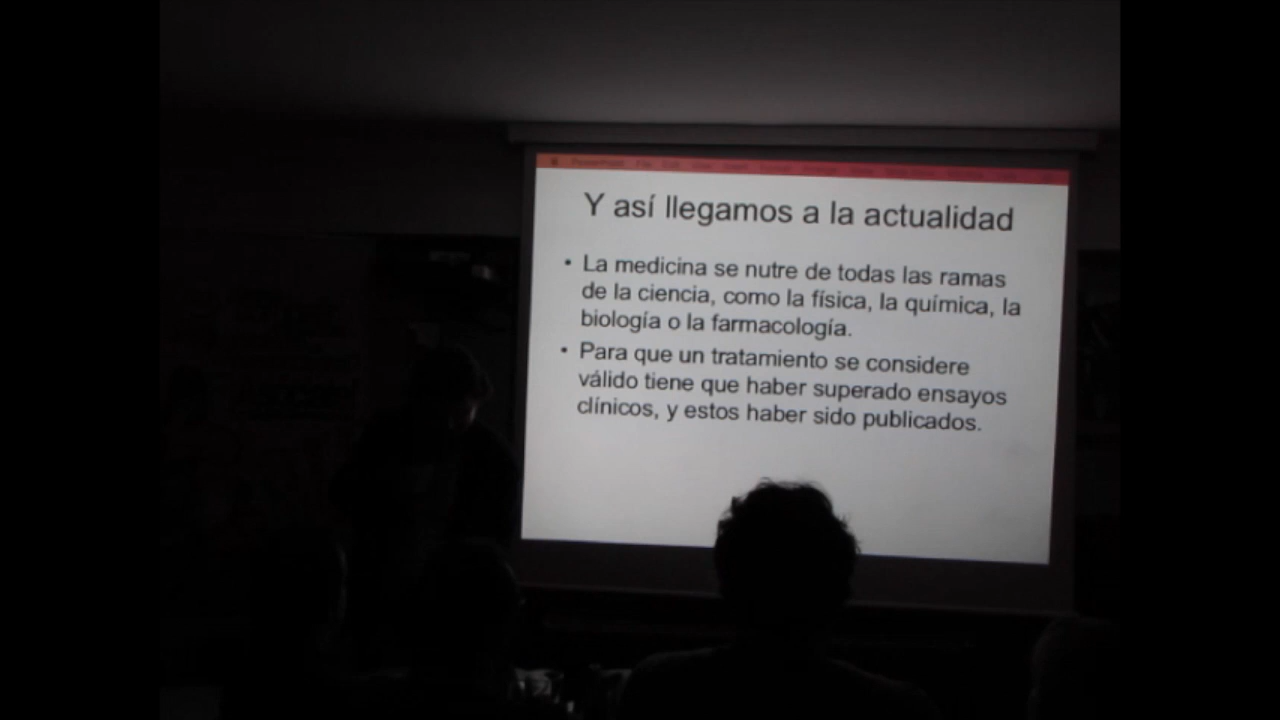 Y así llegamos a la actualidad
• La medicina se nutre de todas las ramas
de la ciencia, como la física, la química, la
biología o la farmacología.
• Para que un tratamiento se considere
válido tiene que haber superado ensayos
clínicos, y estos haber sido publicados.